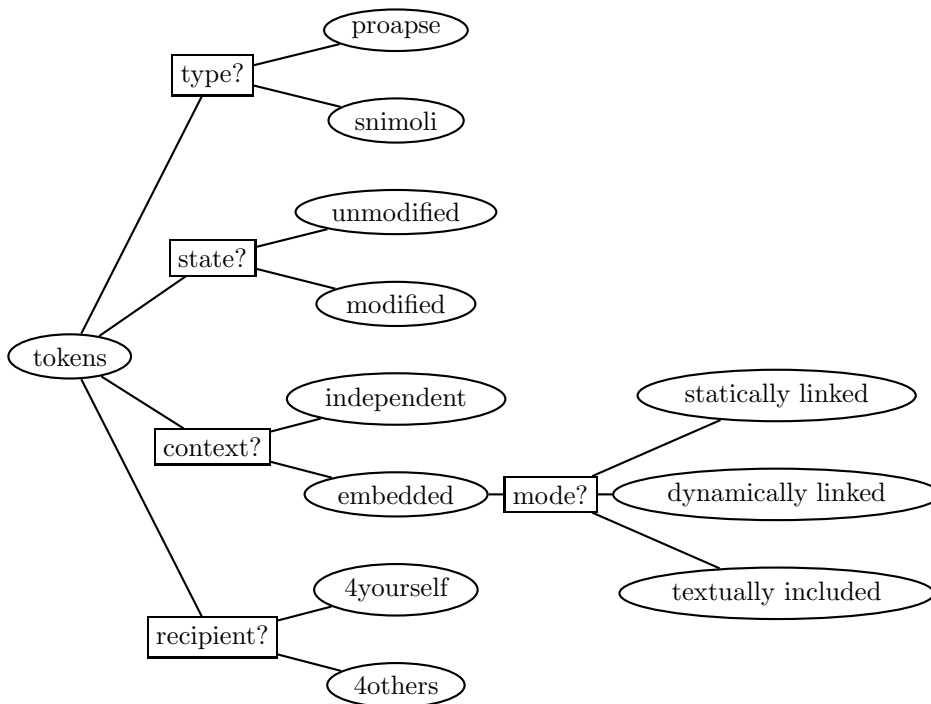 proapse
type?
snimoli
unmodified
state?
modified
tokens
independent
statically linked
context?
embedded
mode?
dynamically linked
4yourself
textually included
recipient?
4others